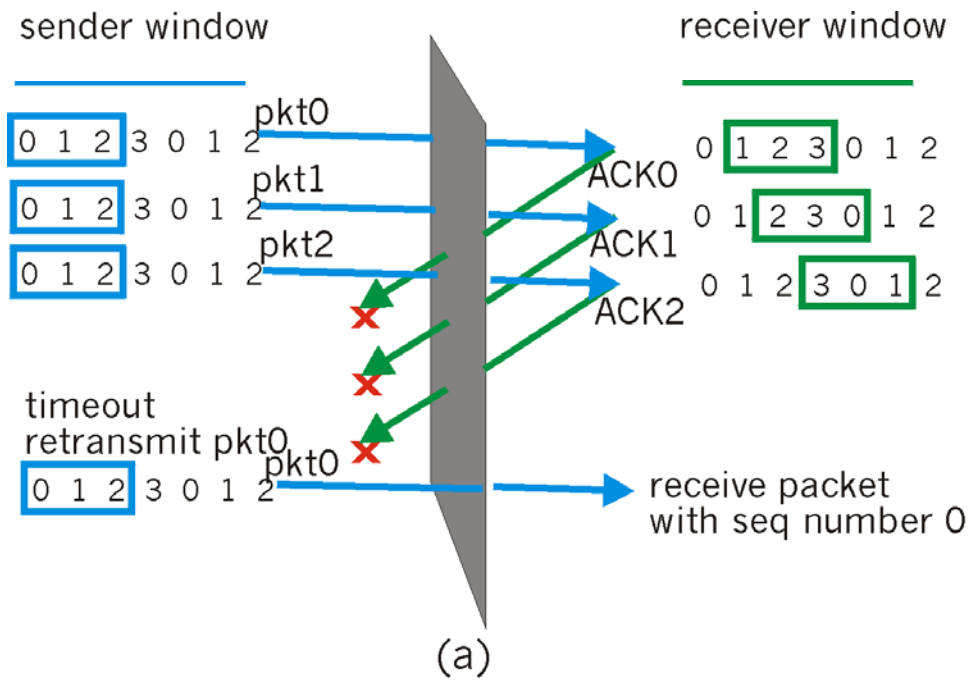 sender window
receiver window
0 1 2 3 0 1 2
pkt0
ACK0
0 1 2 3 0 1 2
0 1 2 3 0 1 2
pkt1
ACK1
0 1 2 3 0 1 2
0 1 2 3 0 1 2
pkt2
ACK2
0 1 2 3 0 1 2
timeout
retransmit pkt0
0 1 2 3 0 1 2
pkt0
receive packet
with seq number 0
(a)